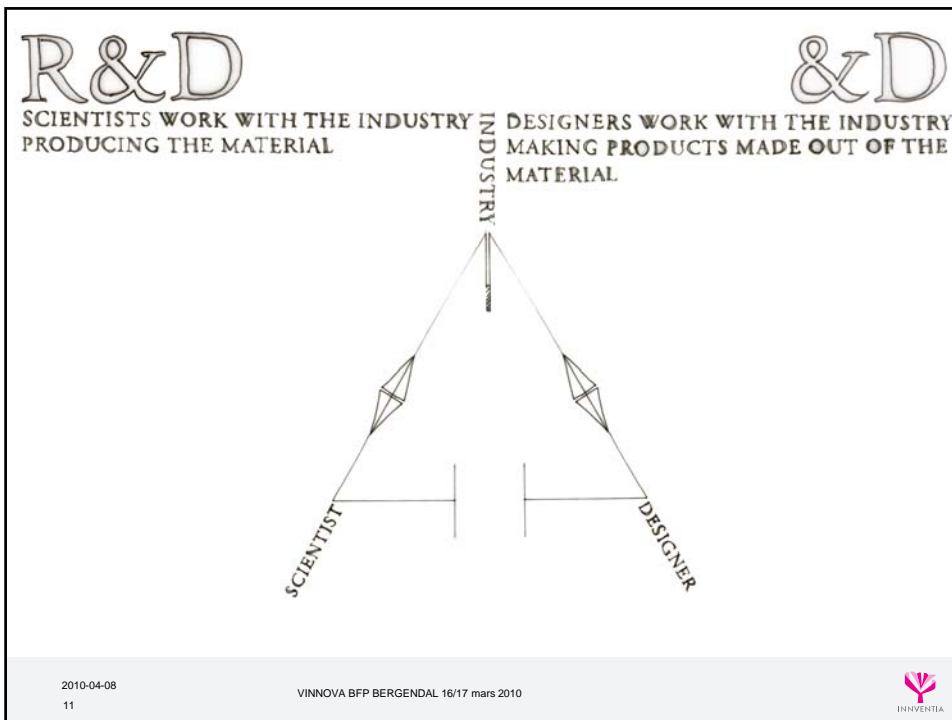 R&D
SCIENTISTS WORK WITH THE INDUSTRY
PRODUCING THE MATERIAL
INDUSTRY
&D
DESIGNERS WORK WITH THE INDUSTRY
MAKING PRODUCTS MADE OUT OF THE
MATERIAL
SCIENTIST
DESIGNER
2010-04-08
11
VINNOVA BFP BERGENDAL 16/17 mars 2010
INNVENTIA